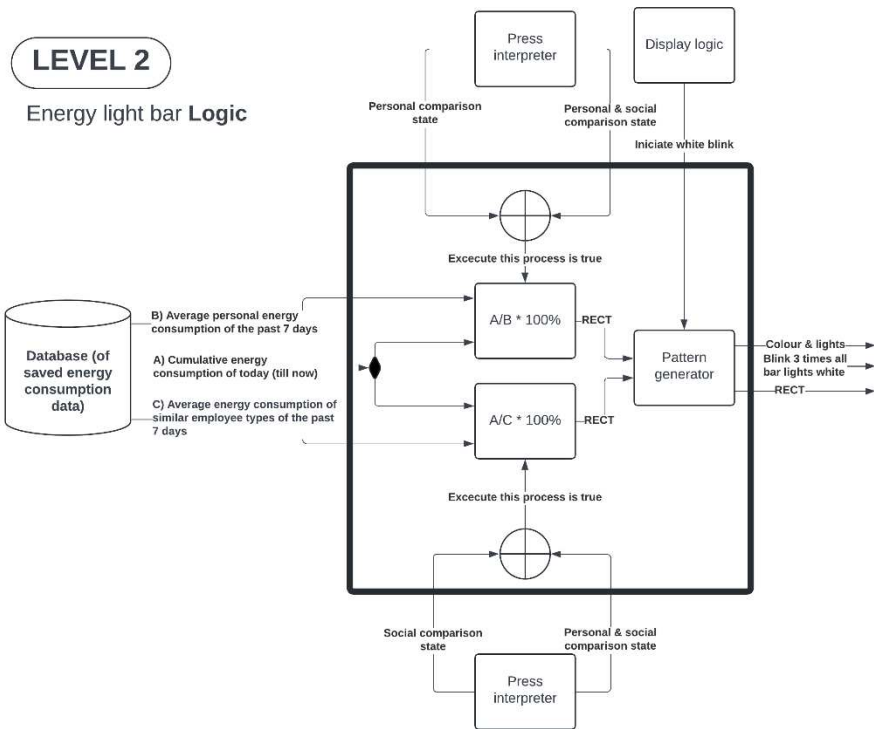 LEVEL 2
Energy light bar Logic
Press
interpreter
Display logic
Personal comparison
state
Personal & social
comparison state
Iniciate white blink
Excecute this process is true
B) Average personal energy
consumption of the past 7 days
A/B * 100%
RECT
Database (of
saved energy
consumption
data)
A) Cumulative energy
consumption of today (till now)
Pattern
generator
Colour & lights
Blink 3 times all
bar lights white
RECT
C) Average energy consumption of
similar employee types of the past
7 days
A/C * 100%
RECT
Excecute this process is true
Social comparison
state
Personal & social
comparison state
Press
interpreter